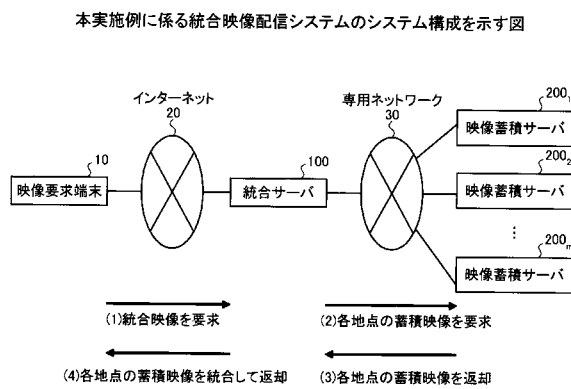 本実施例に係る統合映像配信システムのシステム構成を示す図
インターネット
20
専用ネットワーク
30
200₁
映像蓄積サーバ
10
映像要求端末
100
統合サーバ
200₂
映像蓄積サーバ
⋮
200ₘ
映像蓄積サーバ
(1)統合映像を要求
(2)各地点の蓄積映像を要求
(4)各地点の蓄積映像を統合して返却
(3)各地点の蓄積映像を返却